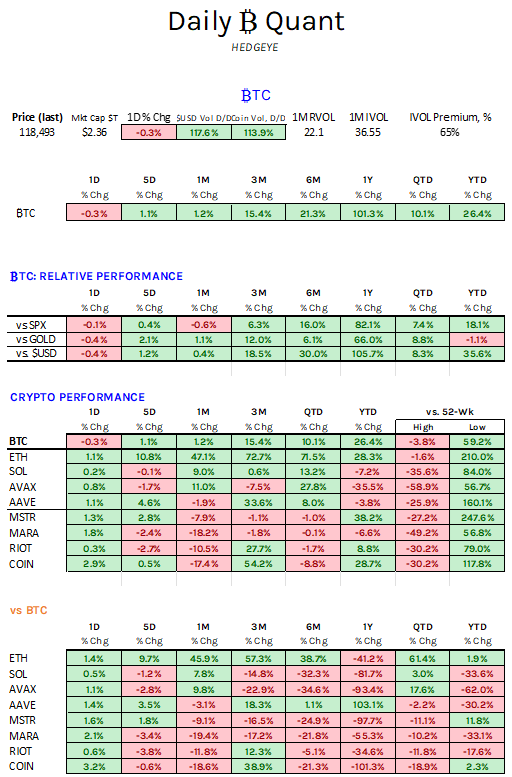 Daily ₿ Quant
HEDGEYE
₿TC
Price (last) Mkt Cap $T 1D % Chg $USD Vol D/D Coin Vol, D/D 1M RVOL 1M IVOL IVOL Premium, %
118,493 $2.36 -0.3% 117.6% 113.9% 22.1 36.55 65%
1D 5D 1M 3M 6M 1Y QTD YTD
% Chg % Chg % Chg % Chg % Chg % Chg % Chg % Chg
₿TC -0.3% 1.1% 1.2% 15.4% 21.3% 101.3% 10.1% 26.4%
₿TC: RELATIVE PERFORMANCE
1D 5D 1M 3M 6M 1Y QTD YTD
% Chg % Chg % Chg % Chg % Chg % Chg % Chg % Chg
vs SPX -0.1% 0.4% -0.6% 6.3% 16.0% 82.1% 7.4% 18.1%
vs GOLD -0.4% 2.1% 1.1% 12.0% 6.1% 66.0% 8.8% -1.1%
vs. $USD -0.4% 1.2% 0.4% 18.5% 30.0% 105.7% 8.3% 35.6%
CRYPTO PERFORMANCE
1D 5D 1M 3M QTD YTD vs. 52-Wk
% Chg % Chg % Chg % Chg % Chg % Chg High Low
BTC -0.3% 1.1% 1.2% 15.4% 10.1% 26.4% -3.8% 59.2%
ETH 1.1% 10.8% 47.1% 72.7% 71.5% 28.3% -1.6% 210.0%
SOL 0.2% -0.1% 9.0% 0.6% 13.2% -7.2% -35.6% 84.0%
AVAX 0.8% -1.7% 11.0% -7.5% 27.8% -35.5% -58.9% 56.7%
AAVE 1.1% 4.6% -1.9% 33.6% 8.0% -3.8% -25.9% 160.1%
MSTR 1.3% 2.8% -7.9% -1.1% -1.0% 38.2% -27.2% 247.6%
MARA 1.8% -2.4% -18.2% -1.8% -0.1% -6.6% -49.2% 56.8%
RIOT 0.3% -2.7% -10.5% 27.7% -1.7% 8.8% -30.2% 79.0%
COIN 2.9% 0.5% -17.4% 54.2% -8.8% 28.7% -30.2% 117.8%
vs BTC
1D 5D 1M 3M 6M 1Y QTD YTD
% Chg % Chg % Chg % Chg % Chg % Chg % Chg % Chg
ETH 1.4% 9.7% 45.9% 57.3% 38.7% -41.2% 61.4% 1.9%
SOL 0.5% -1.2% 7.8% -14.8% -32.3% -81.7% 3.0% -33.6%
AVAX 1.1% -2.8% 9.8% -22.9% -34.6% -93.4% 17.6% -62.0%
AAVE 1.4% 3.5% -3.1% 18.3% 1.1% 103.1% -2.2% -30.2%
MSTR 1.6% 1.8% -9.1% -16.5% -24.9% -97.7% -11.1% 11.8%
MARA 2.1% -3.4% -19.4% -17.2% -21.8% -55.3% -10.2% -33.1%
RIOT 0.6% -3.8% -11.8% 12.3% -5.1% -34.6% -11.8% -17.6%
COIN 3.2% -0.6% -18.6% 38.9% -21.3% -101.3% -18.9% 2.3%